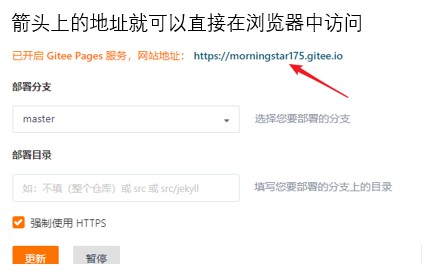 箭头上的地址就可以直接在浏览器中访问
已开启 Gitee Pages 服务，网站地址： https://morningstar175.gitee.io
部署分支
master 选择您要部署的分支
部署目录
如：不填（整个仓库）或 src 或 src/jekyll 填写您要部署的分支上的目录
强制使用 HTTPS
更新 暂停